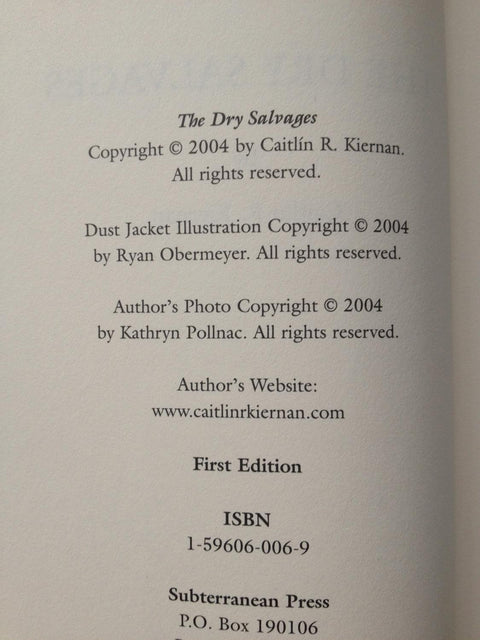 The Dry Salvages
Copyright © 2004 by Caitlín R. Kiernan.
All rights reserved.
Dust Jacket Illustration Copyright © 2004
by Ryan Obermeyer. All rights reserved.
Author's Photo Copyright © 2004
by Kathryn Pollnac. All rights reserved.
Author's Website:
www.caitlinrkiernan.com
First Edition
ISBN
1-59606-006-9
Subterranean Press
P.O. Box 190106